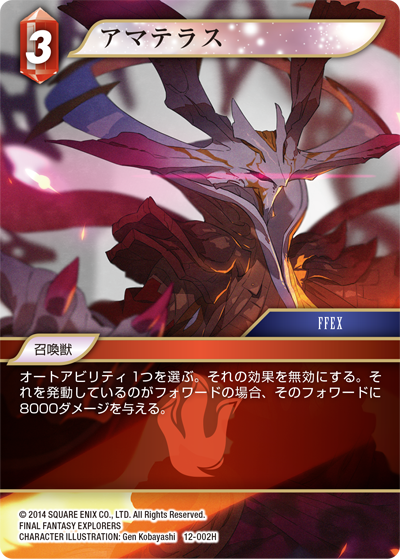 3
アマテラス
FFEX
召喚獣
オートアビリティ1つを選ぶ。それの効果を無効にする。そ
れを発動しているのがフォワードの場合、そのフォワードに
8000ダメージを与える。
© 2014 SQUARE ENIX CO., LTD. All Rights Reserved.
FINAL FANTASY EXPLORERS
CHARACTER ILLUSTRATION: Gen Kobayashi 12-002H